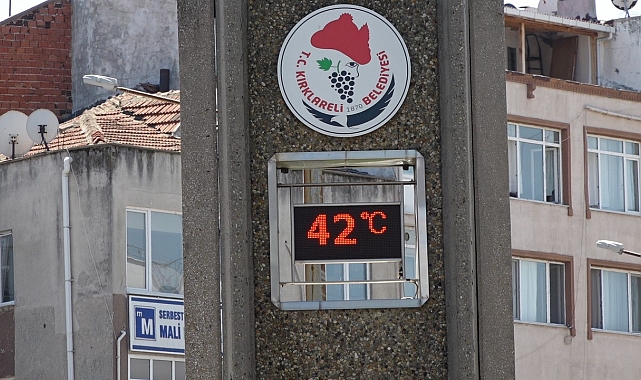 T.C. KIRKLARELİ BELEDİYESİ
1870
42 °C
m
M
SERBEST
MALİ